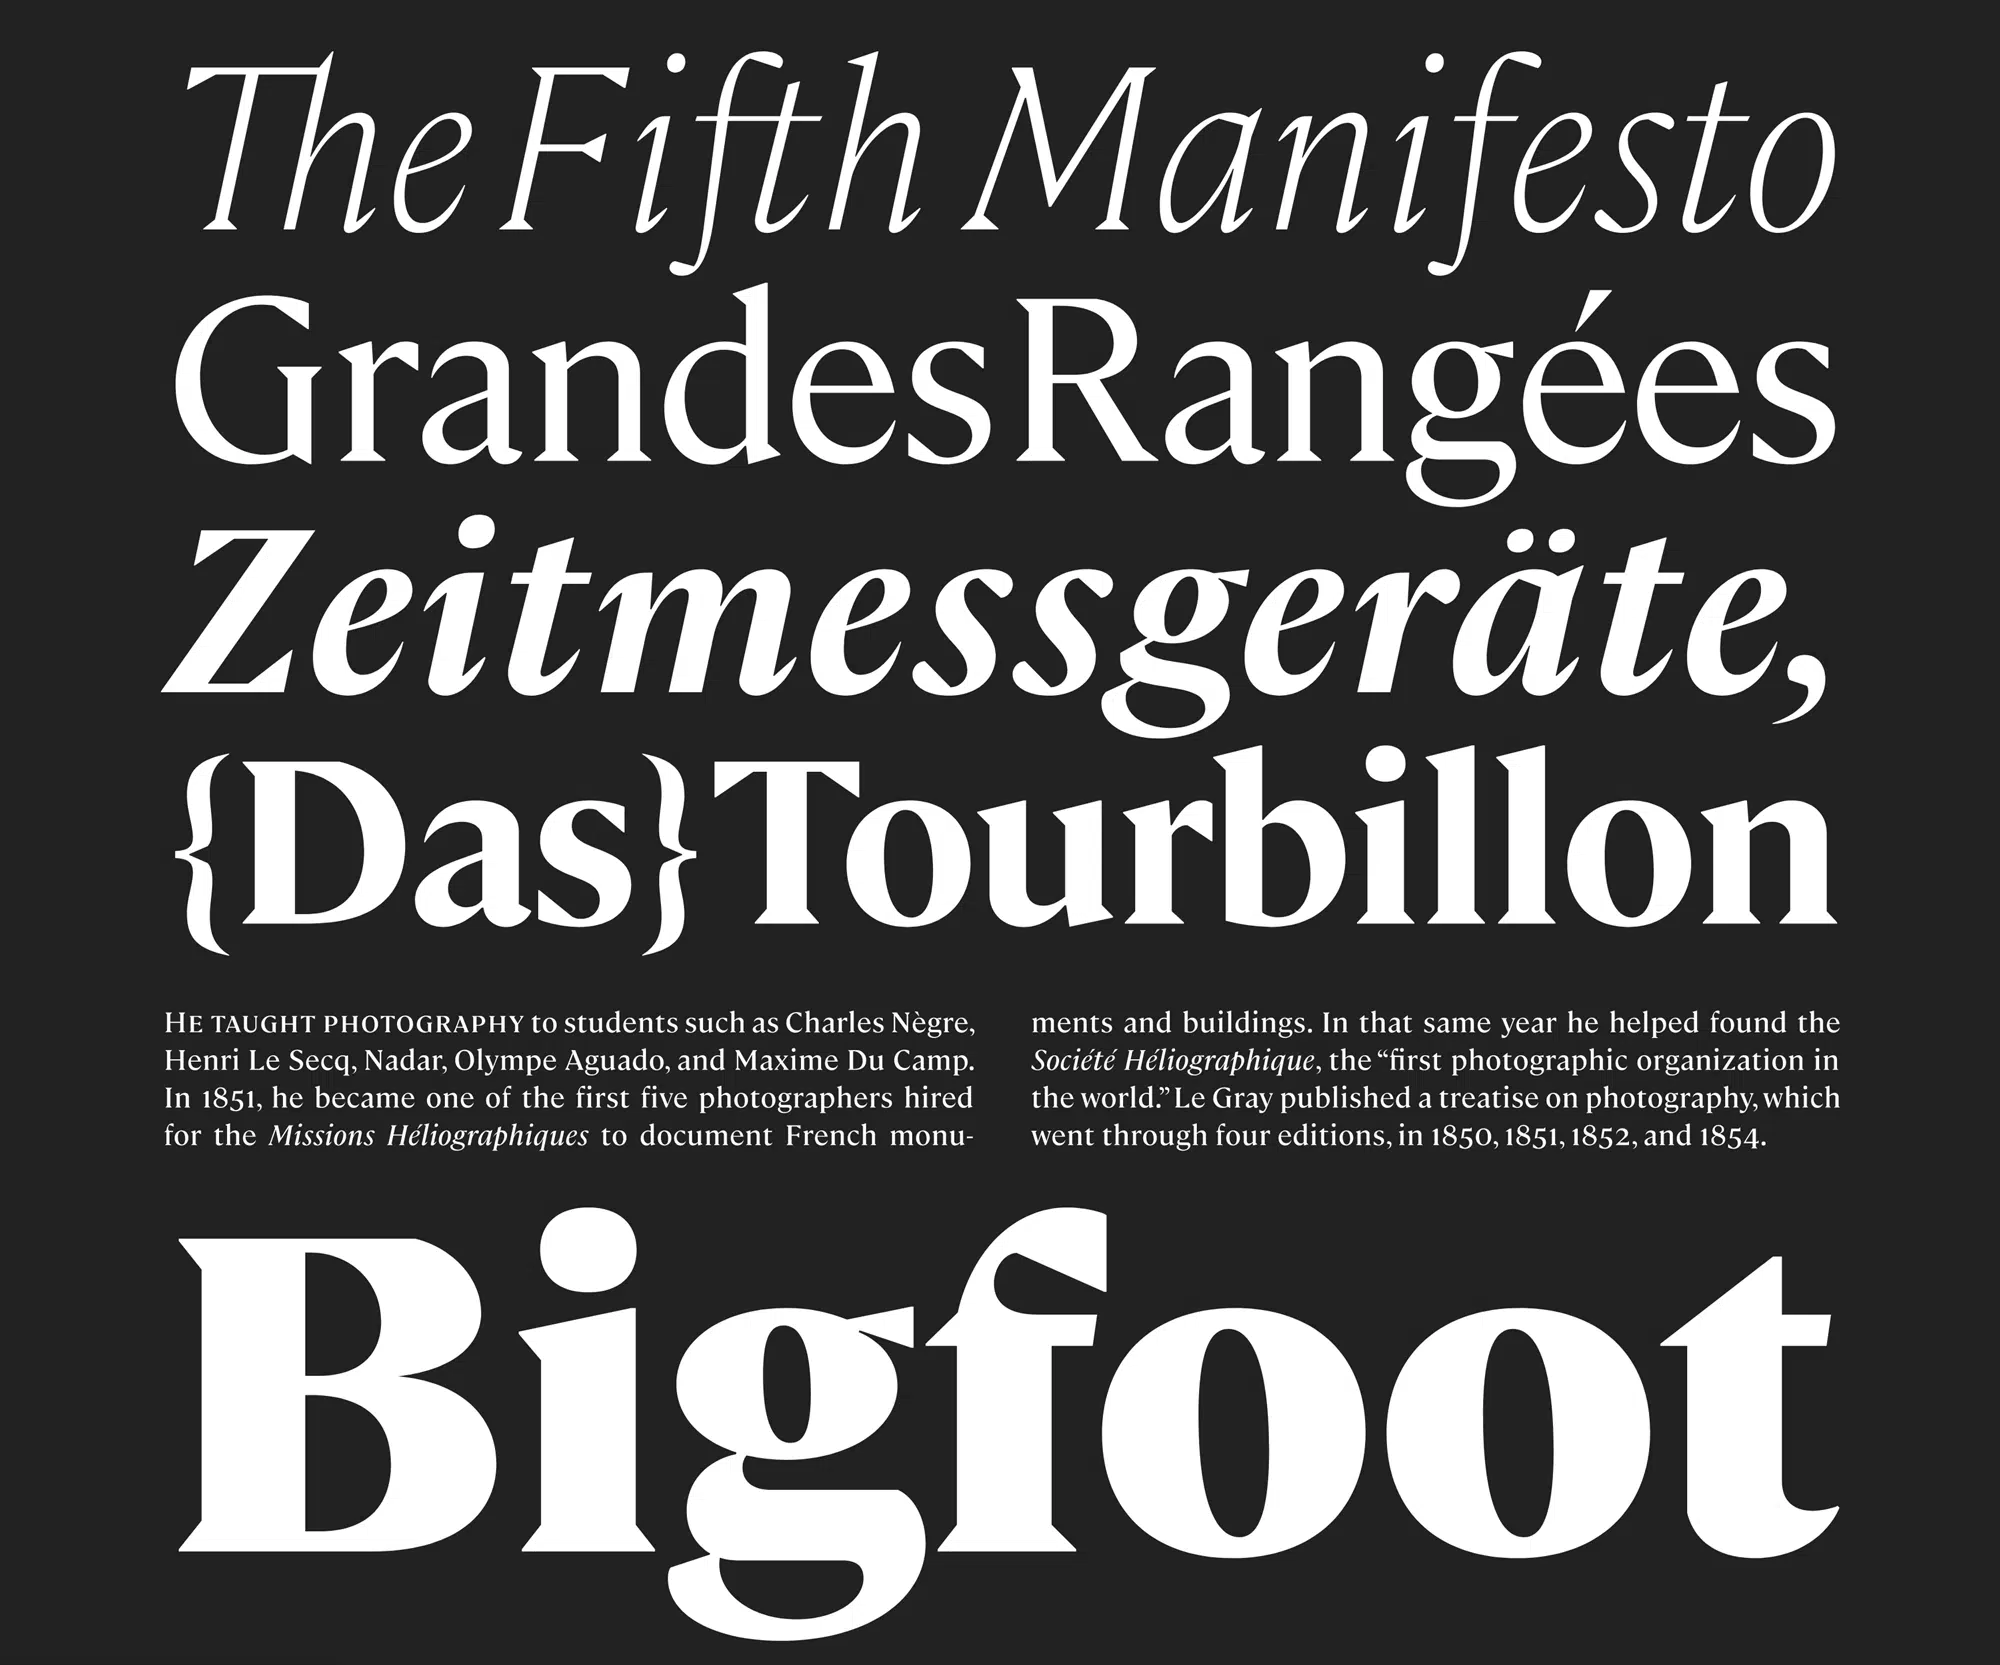 The Fifth Manifesto
Grandes Rangées
Zeitmessgeräte,
{Das} Tourbillon
HE TAUGHT PHOTOGRAPHY to students such as Charles Nègre,
Henri Le Secq, Nadar, Olympe Aguado, and Maxime Du Camp.
In 1851, he became one of the first five photographers hired
for the Missions Héliographiques to document French monu-
ments and buildings. In that same year he helped found the
Société Héliographique, the “first photographic organization in
the world.” Le Gray published a treatise on photography, which
went through four editions, in 1850, 1851, 1852, and 1854.
Bigfoot